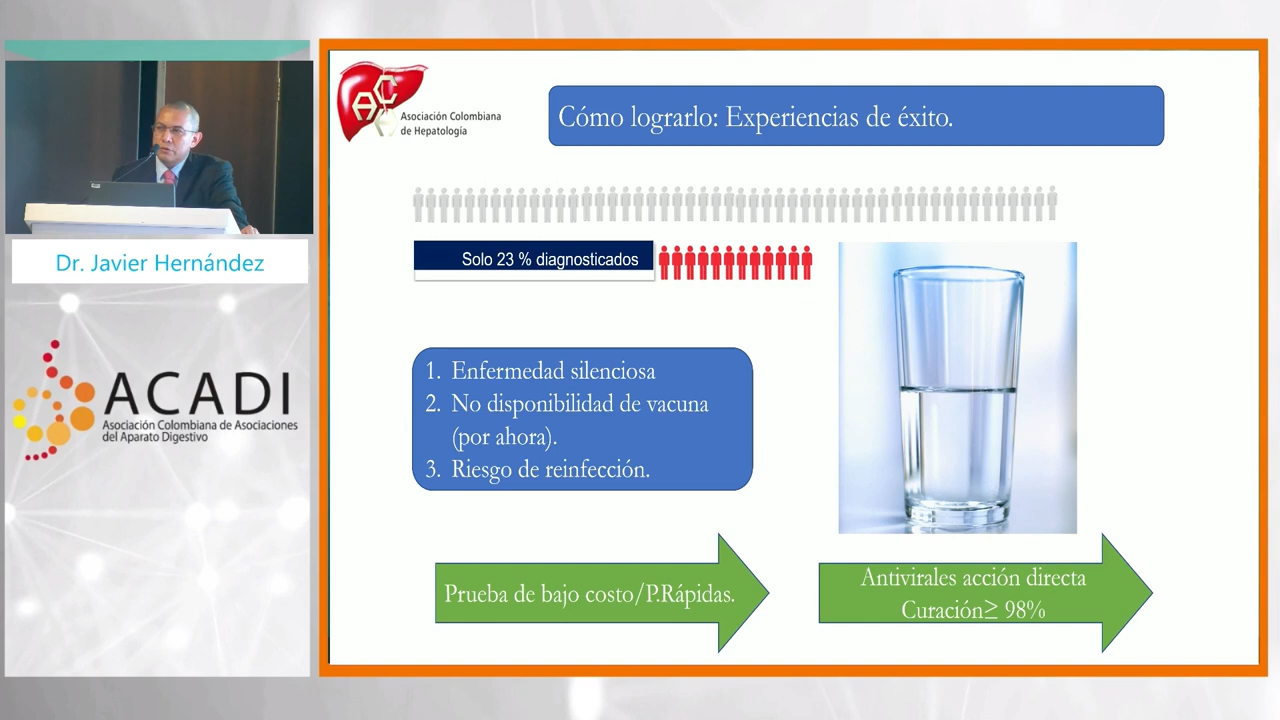 Asociación Colombiana
de Hepatología
Cómo lograrlo: Experiencias de éxito.
Solo 23 % diagnosticados
Dr. Javier Hernández
ACADI
Asociación Colombiana de Asociaciones
del Aparato Digestivo
1. Enfermedad silenciosa
2. No disponibilidad de vacuna
(por ahora).
3. Riesgo de reinfección.
Prueba de bajo costo/P.Rápidas.
Antivirales acción directa
Curación≥ 98%